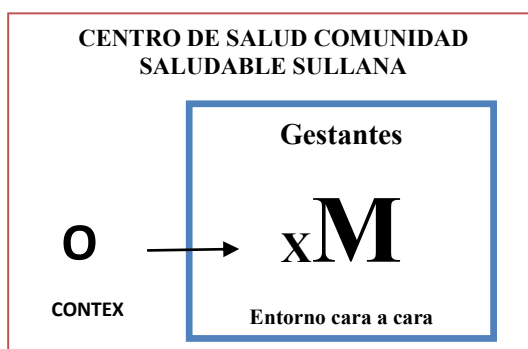 CENTRO DE SALUD COMUNIDAD
SALUDABLE SULLANA
Gestantes
O
XM
CONTEX
Entorno cara a cara